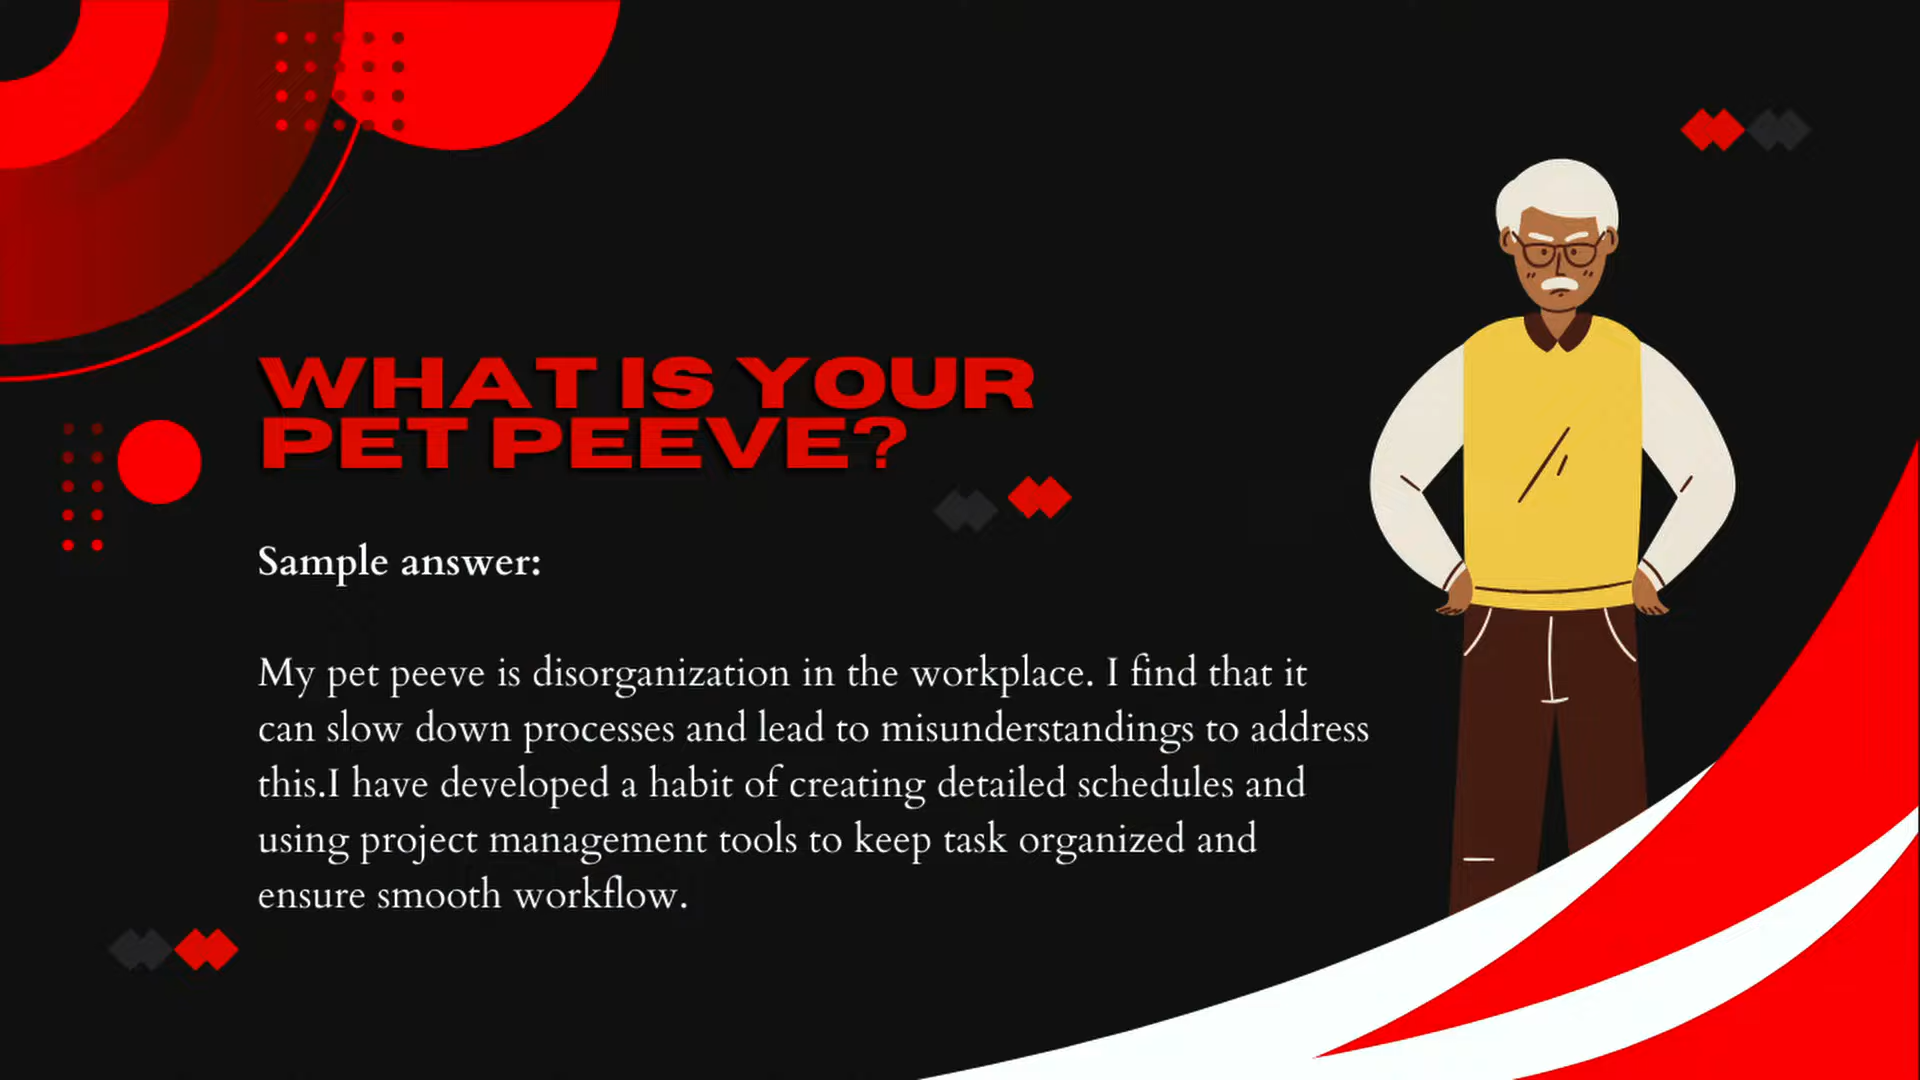 WHAT IS YOUR
PET PEEVE?
Sample answer:
My pet peeve is disorganization in the workplace. I find that it
can slow down processes and lead to misunderstandings to address
this.I have developed a habit of creating detailed schedules and
using project management tools to keep task organized and
ensure smooth workflow.